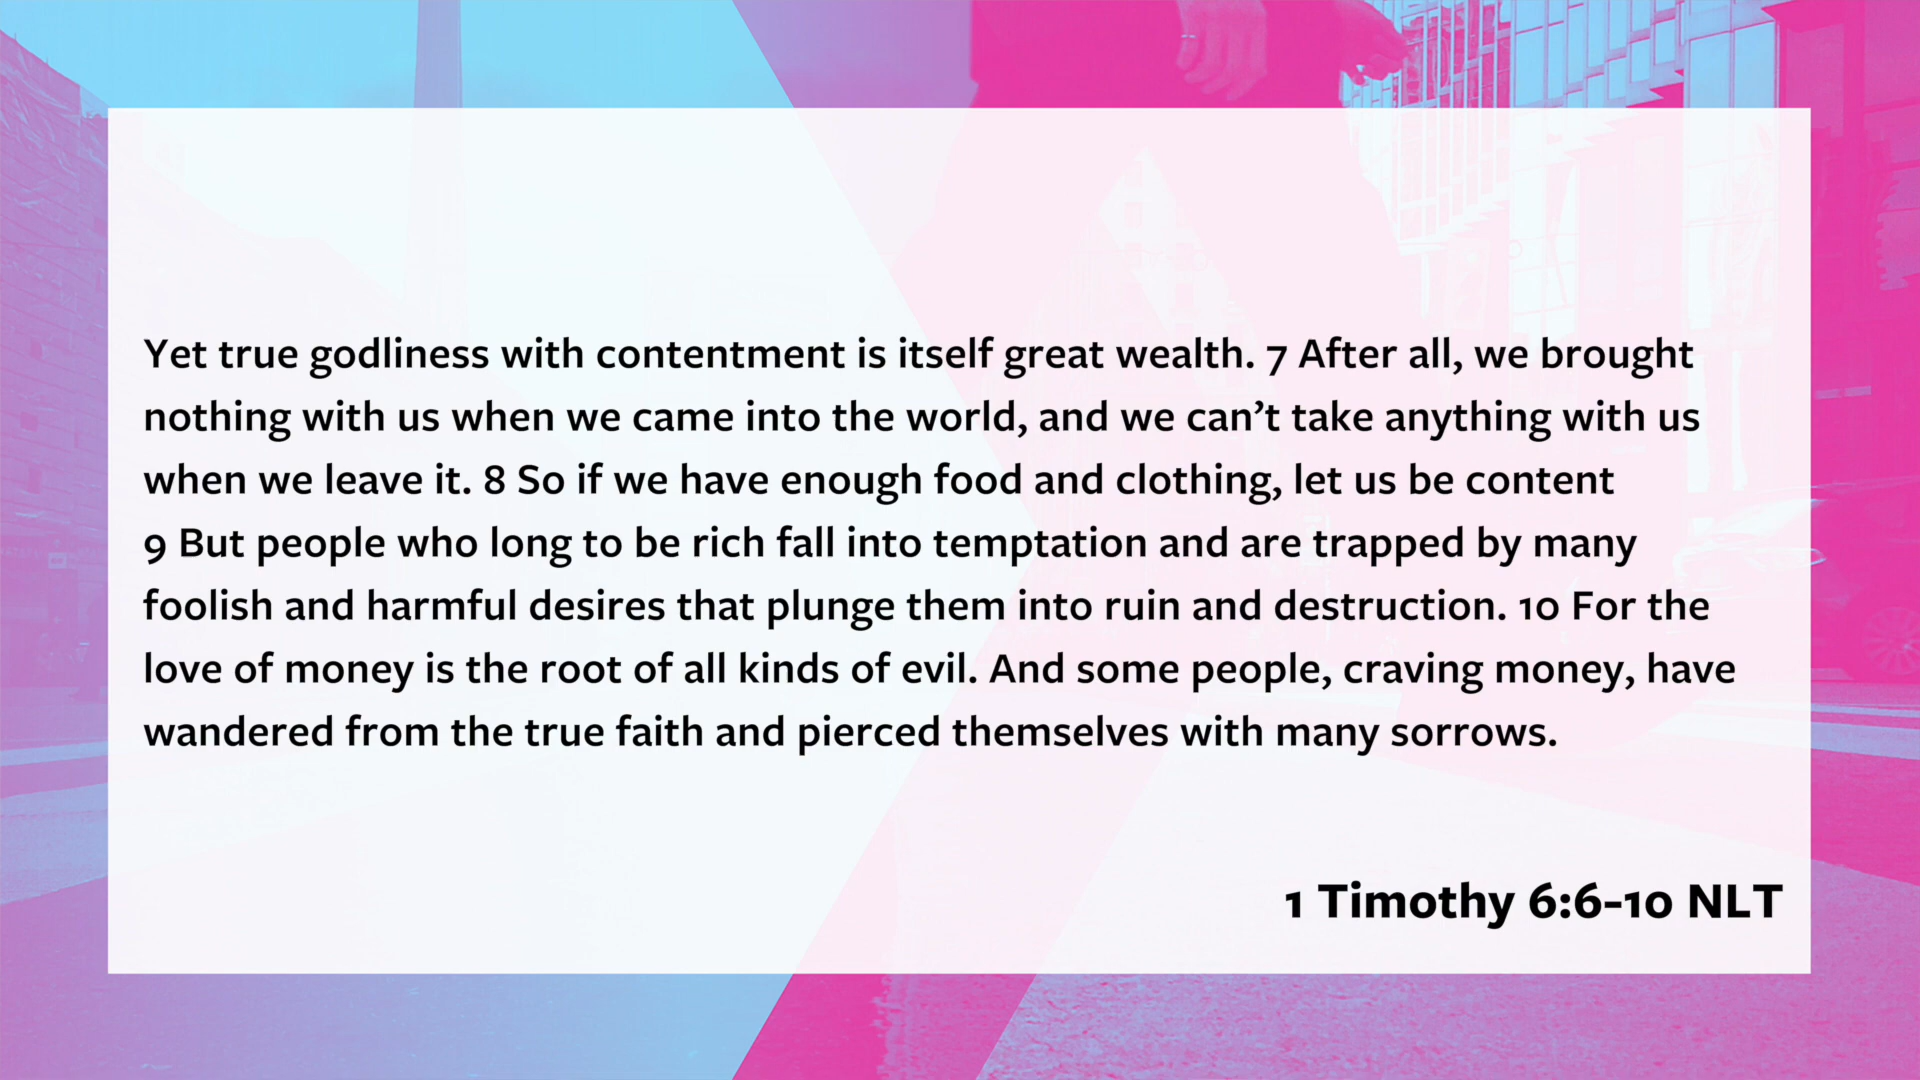 Yet true godliness with contentment is itself great wealth. 7 After all, we brought
nothing with us when we came into the world, and we can’t take anything with us
when we leave it. 8 So if we have enough food and clothing, let us be content
9 But people who long to be rich fall into temptation and are trapped by many
foolish and harmful desires that plunge them into ruin and destruction. 10 For the
love of money is the root of all kinds of evil. And some people, craving money, have
wandered from the true faith and pierced themselves with many sorrows.
1 Timothy 6:6-10 NLT